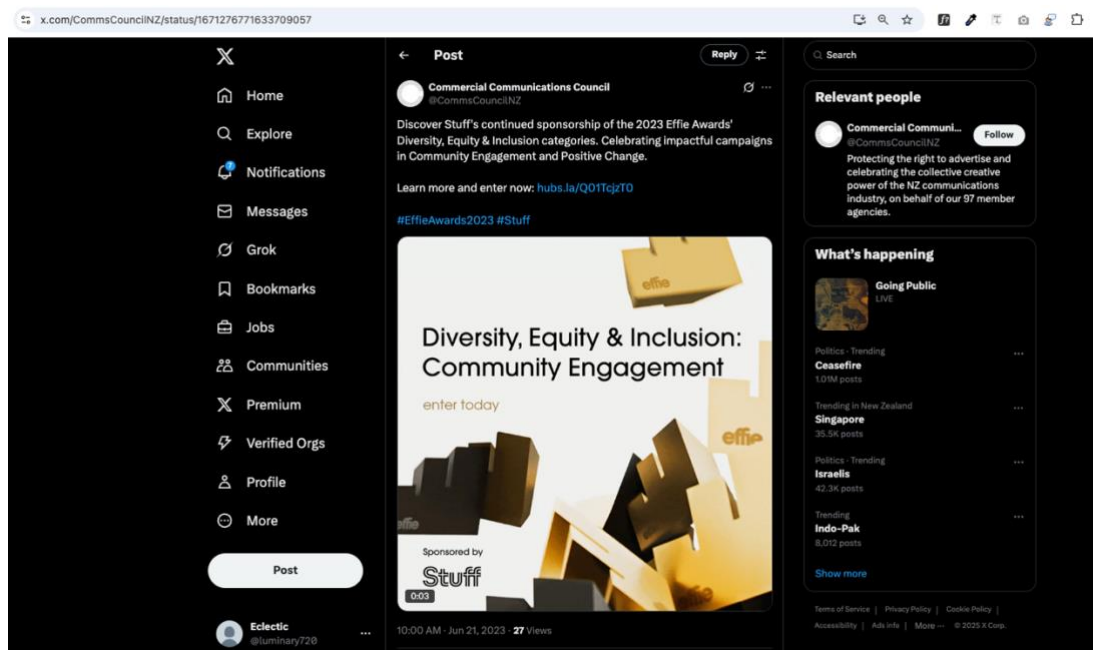 x.com/CommsCouncilNZ/status/1671276771633709057
Home
Explore
7
Notifications
Messages
Grok
Bookmarks
Jobs
Communities
Premium
Verified Orgs
Profile
More
Post
Eclectic
@luminary720
Post
Reply
Commercial Communications Council
@CommsCouncilNZ
Discover Stuff's continued sponsorship of the 2023 Effie Awards'
Diversity, Equity & Inclusion categories. Celebrating impactful campaigns
in Community Engagement and Positive Change.
Learn more and enter now: hubs.la/Q01TcjzT0
#EffieAwards2023 #Stuff
effie
Diversity, Equity & Inclusion:
Community Engagement
enter today
effie
effie
Sponsored by
Stuff
0:03
10:00 AM · Jun 21, 2023 · 27 Views
Search
Relevant people
Commercial Communi...
@CommsCouncilNZ
Follow
Protecting the right to advertise and
celebrating the collective creative
power of the NZ communications
industry, on behalf of our 97 member
agencies.
What's happening
Going Public
LIVE
Politics · Trending
Ceasefire
1.01M posts
Trending in New Zealand
Singapore
35.5K posts
Politics · Trending
Israelis
42.3K posts
Trending
Indo-Pak
8,012 posts
Show more
Terms of Service | Privacy Policy | Cookie Policy |
Accessibility | Ads info | More ··· © 2025 X Corp.